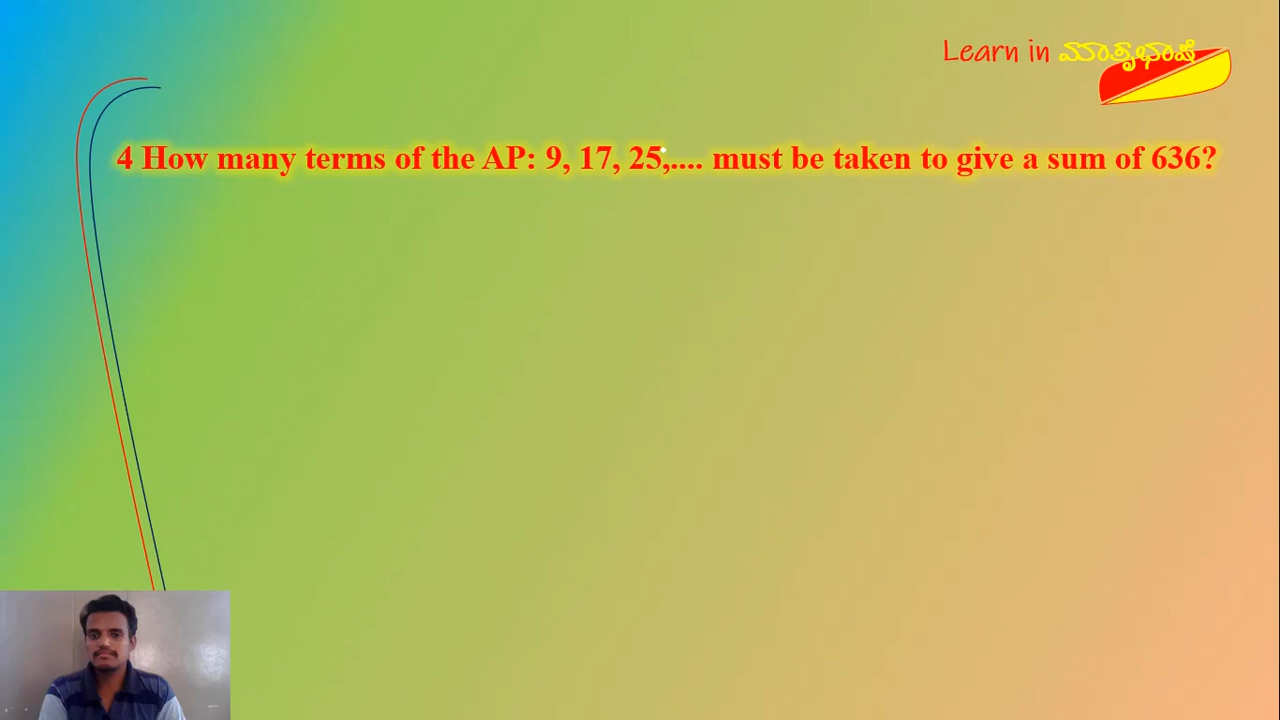 Learn in ಮಾತೃಭಾಷೆ
4 How many terms of the AP: 9, 17, 25,.... must be taken to give a sum of 636?